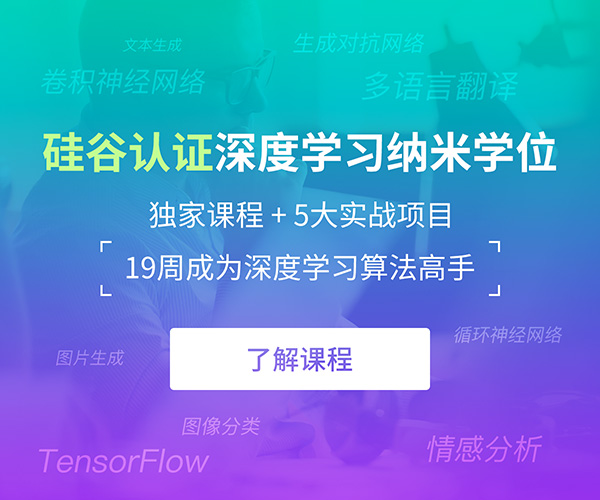 文本生成
生成对抗网络
卷积神经网络
多语言翻译
硅谷认证深度学习纳米学位
独家课程 + 5大实战项目
19周成为深度学习算法高手
循环神经网络
图片生成
了解课程
图像分类
情感分析
TensorFlow